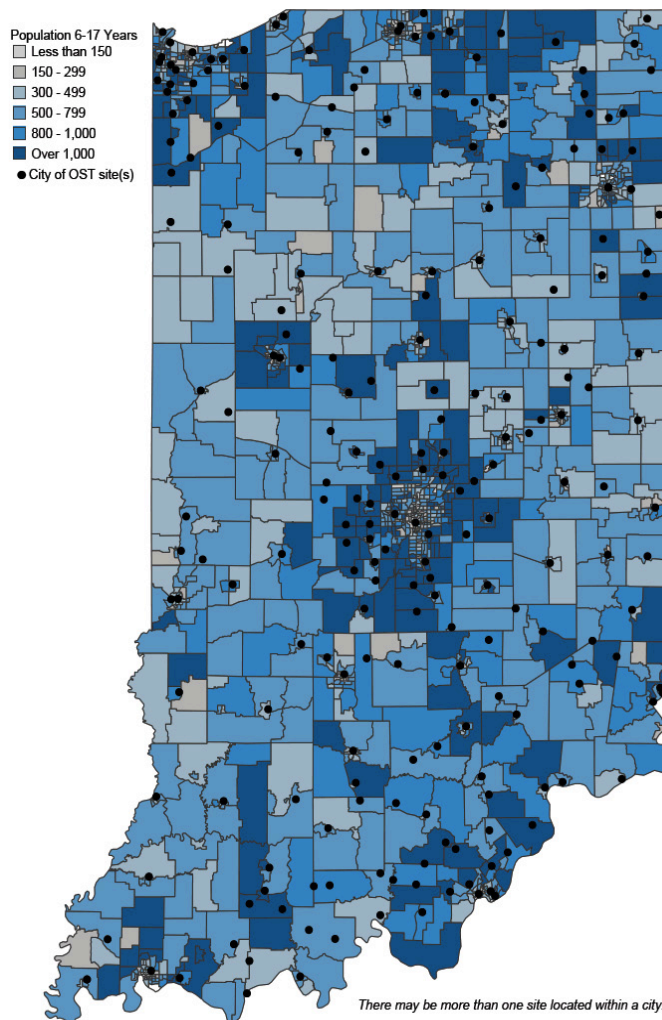 Population 6-17 Years
Less than 150
150 - 299
300 - 499
500 - 799
800 - 1,000
Over 1,000
City of OST site(s)
There may be more than one site located within a city.